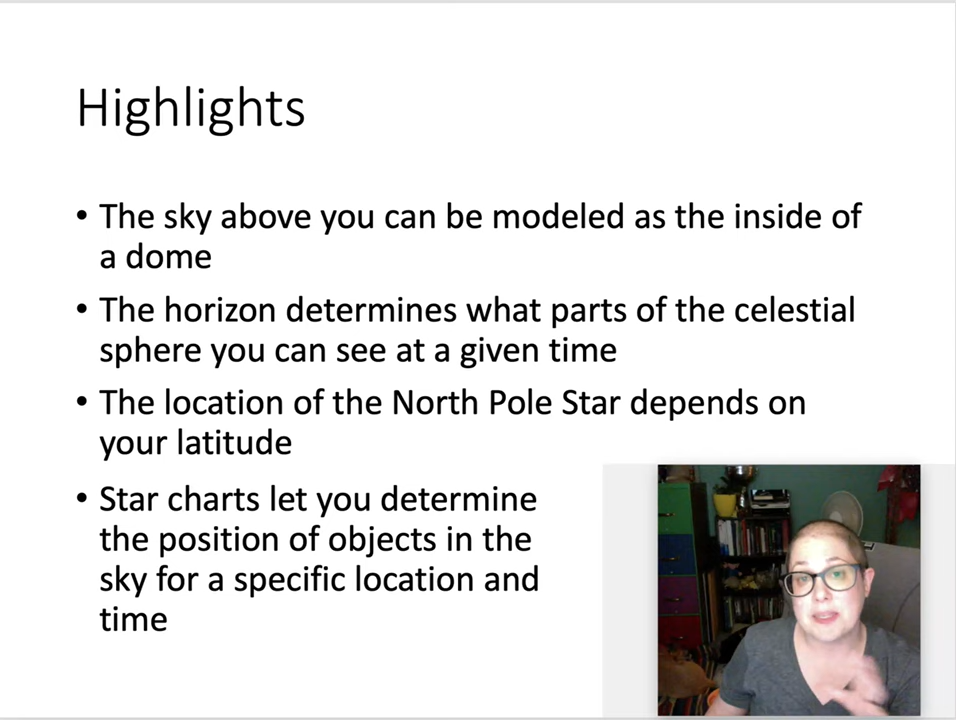 Highlights
• The sky above you can be modeled as the inside of
a dome
• The horizon determines what parts of the celestial
sphere you can see at a given time
• The location of the North Pole Star depends on
your latitude
• Star charts let you determine
the position of objects in the
sky for a specific location and
time